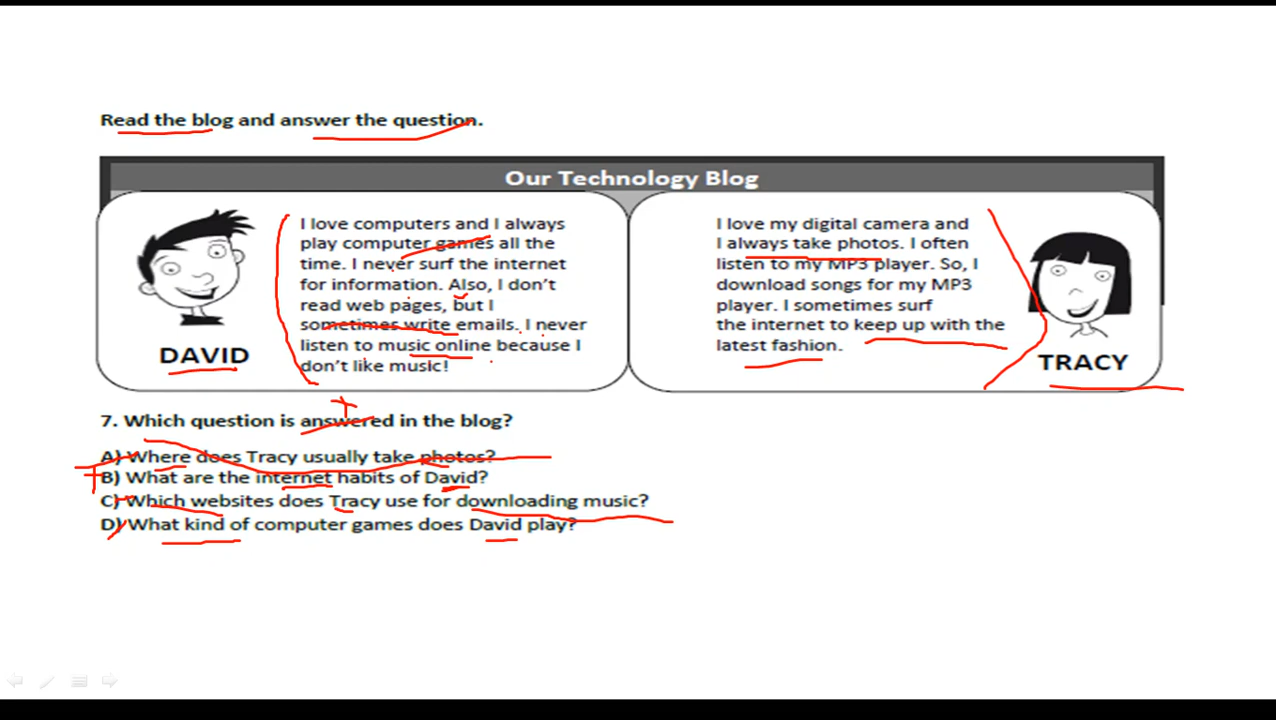 Read the blog and answer the question.
Our Technology Blog
I love computers and I always
play computer games all the
time. I never surf the internet
for information. Also, I don't
read web pages, but I
sometimes write emails. I never
listen to music online because I
don't like music!
DAVID
I love my digital camera and
I always take photos. I often
listen to my MP3 player. So, I
download songs for my MP3
player. I sometimes surf
the internet to keep up with the
latest fashion.
TRACY
7. Which question is answered in the blog?
A) Where does Tracy usually take photos?
B) What are the internet habits of David?
C) Which websites does Tracy use for downloading music?
D) What kind of computer games does David play?